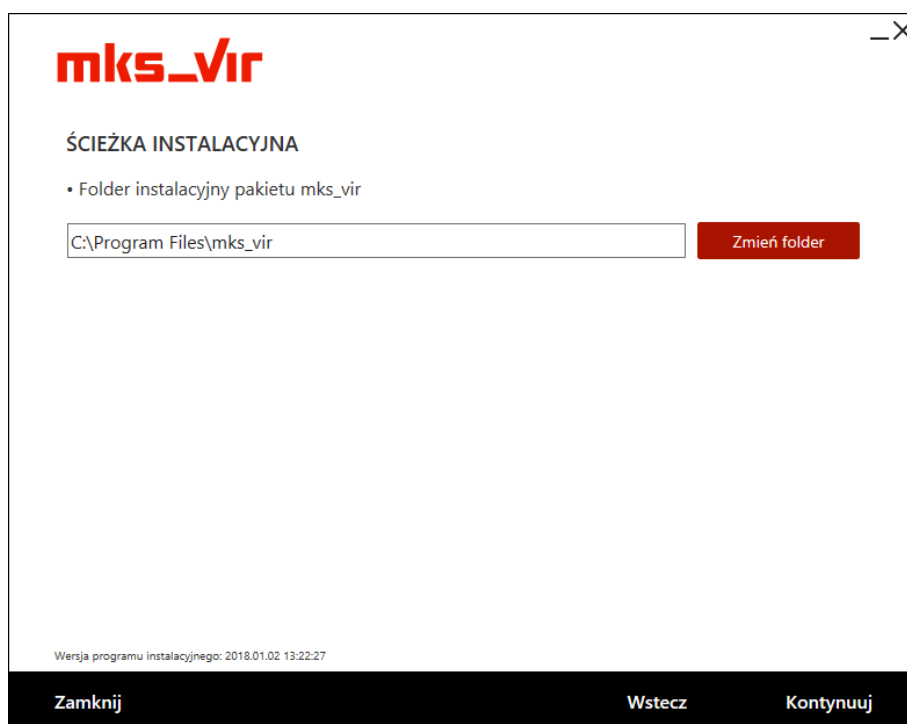 mks_vir
ŚCIEŻKA INSTALACYJNA
• Folder instalacyjny pakietu mks_vir
C:\Program Files\mks_vir
Zmień folder
Wersja programu instalacyjnego: 2018.01.02 13:22:27
Zamknij
Wstecz
Kontynuuj